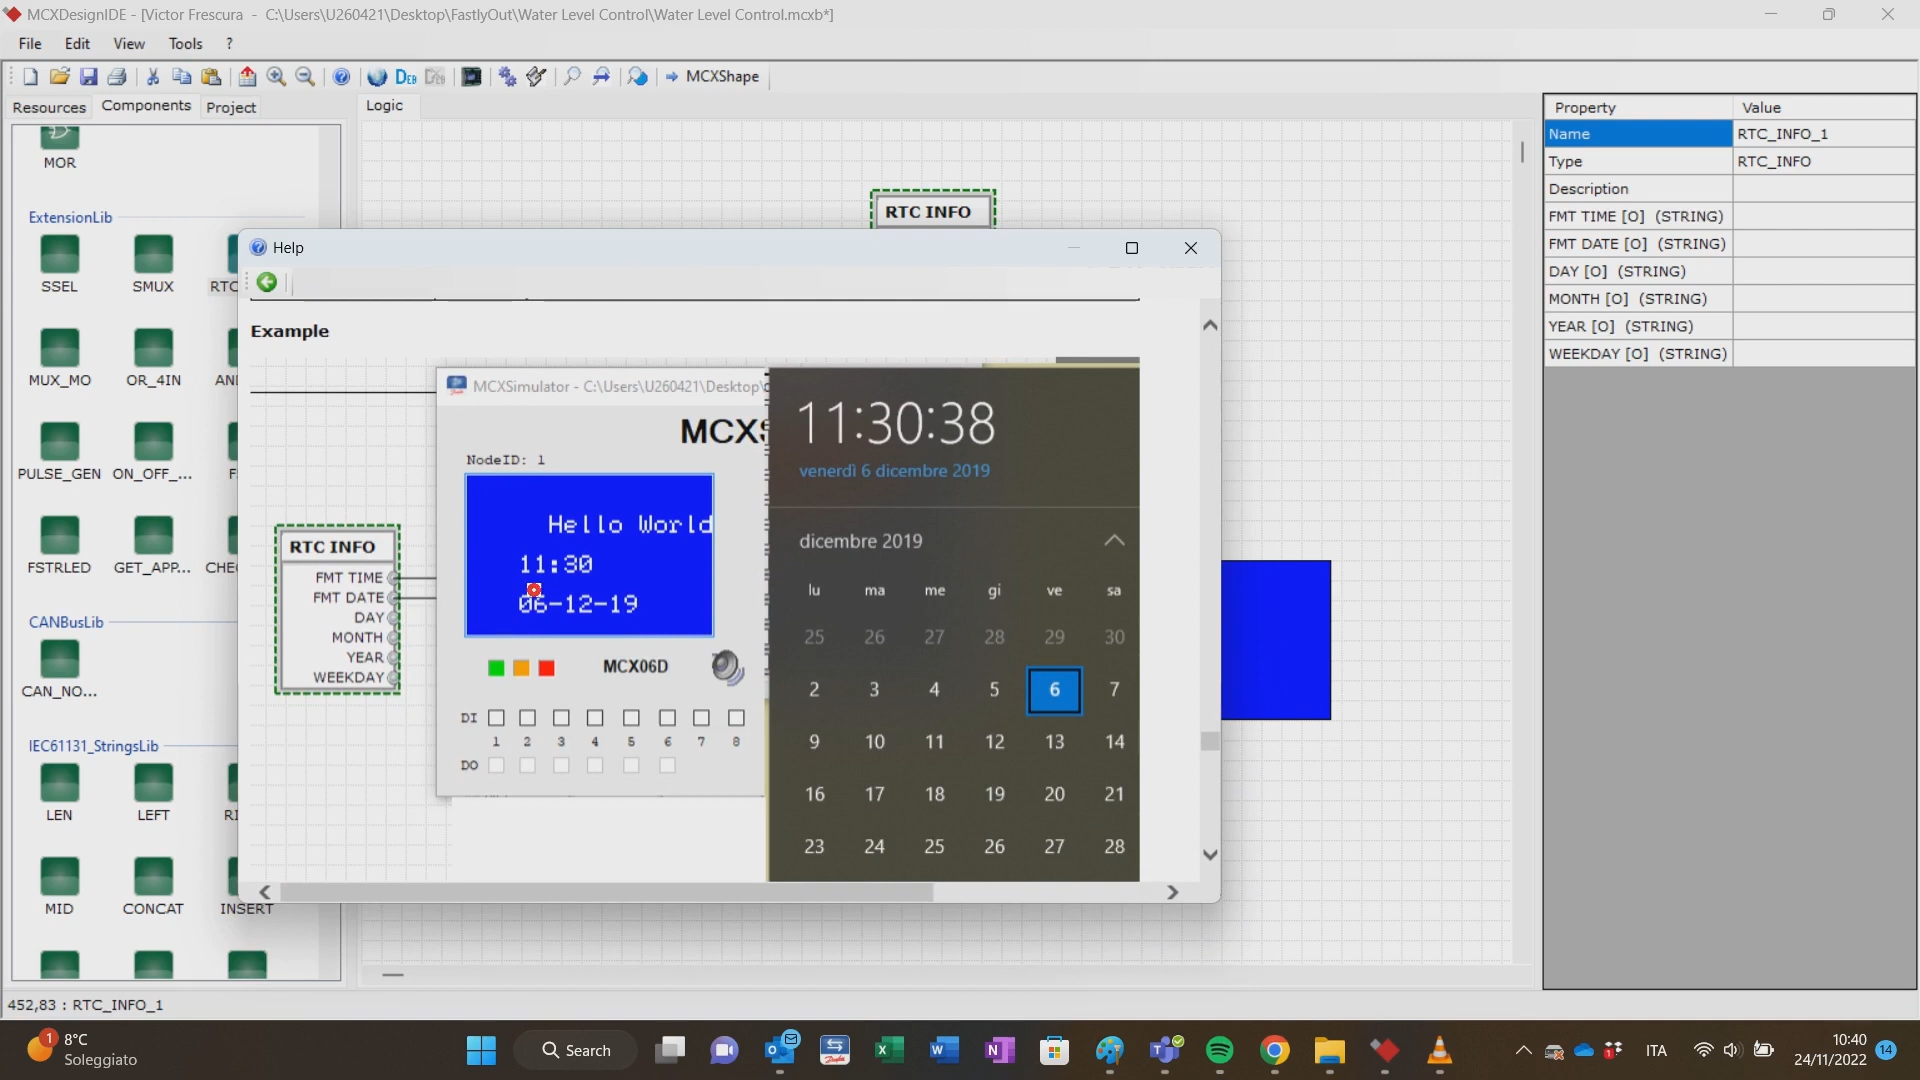 MCXDesignIDE - [Victor Frescura - C:\Users\U260421\Desktop\FastlyOut\Water Level Control\Water Level Control.mcxb*]
File Edit View Tools ?
DEB MCXShape
Resources Components Project
Logic
MOR
ExtensionLib
SSEL SMUX RTC
MUX_MO OR_4IN
PULSE_GEN ON_OFF_...
FSTRLED GET_APP... CHE
CANBusLib
CAN_NO...
IEC61131_StringsLib
LEN LEFT
MID CONCAT INSERT
RTC INFO
Help
Example
RTC INFO
FMT TIME
FMT DATE
DAY
MONTH
YEAR
WEEKDAY
MCXSimulator - C:\Users\U260421\Desktop\
NodeID: 1
Hello World
11:30
06-12-19
MCX06D
DI
1 2 3 4 5 6 7 8
DO
11:30:38
venerdì 6 dicembre 2019
dicembre 2019
lu ma me gi ve sa
25 26 27 28 29 30
2 3 4 5 6 7
9 10 11 12 13 14
16 17 18 19 20 21
23 24 25 26 27 28
Property Value
Name RTC_INFO_1
Type RTC_INFO
Description
FMT TIME [O] (STRING)
FMT DATE [O] (STRING)
DAY [O] (STRING)
MONTH [O] (STRING)
YEAR [O] (STRING)
WEEKDAY [O] (STRING)
452,83 : RTC_INFO_1
1
8°C
Soleggiato
Search
ITA
10:40
24/11/2022
14